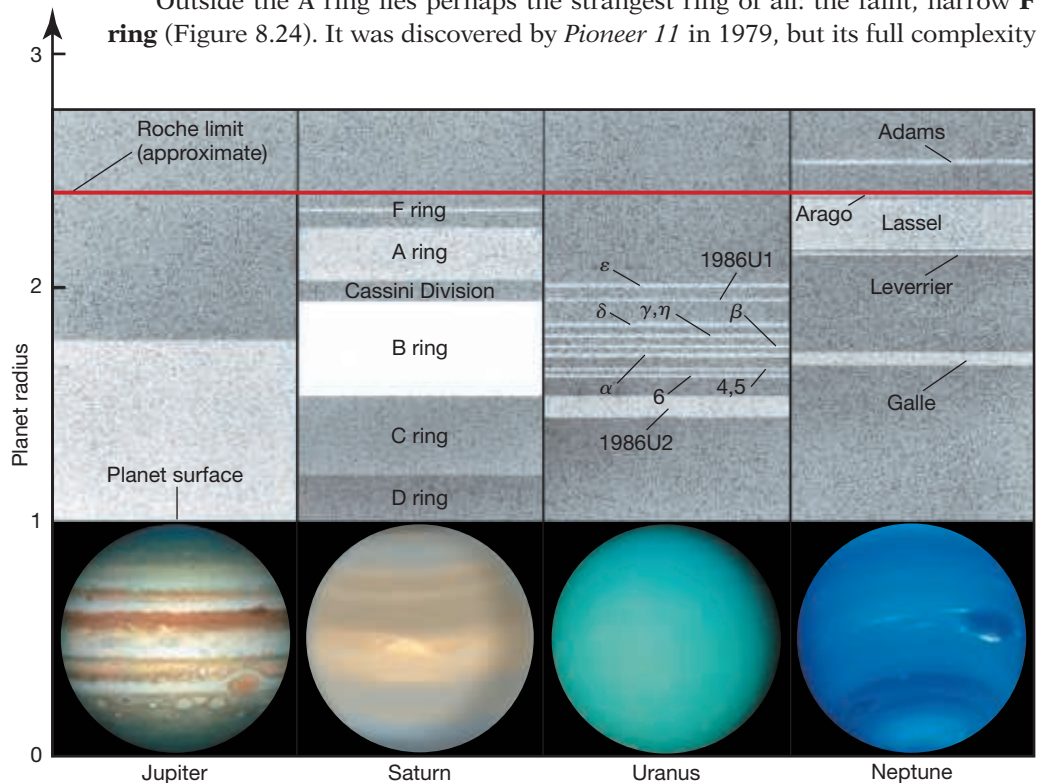 Outside the A ring lies perhaps the strangest ring of all: the faint, narrow F
ring (Figure 8.24). It was discovered by Pioneer 11 in 1979, but its full complexity
3
Roche limit
(approximate)
Adams
F ring
Arago
Lassel
A ring
1986U1
ε
2
Cassini Division
Leverrier
δ
γ,η
β
B ring
Planet radius
α
6
4,5
Galle
C ring
1986U2
Planet surface
D ring
1
0
Jupiter
Saturn
Uranus
Neptune